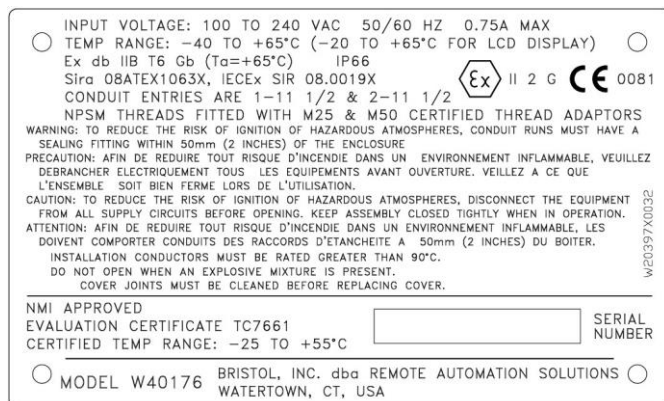 INPUT VOLTAGE: 100 TO 240 VAC 50/60 HZ 0.75A MAX
TEMP RANGE: -40 TO +65°C (-20 TO +65°C FOR LCD DISPLAY)
Ex db IIB T6 Gb (Ta=+65°C) IP66
Sira 08ATEX1063X, IECEx SIR 08.0019X
Ex II 2 G CE 0081
CONDUIT ENTRIES ARE 1-11 1/2 & 2-11 1/2
NPSM THREADS FITTED WITH M25 & M50 CERTIFIED THREAD ADAPTORS
WARNING: TO REDUCE THE RISK OF IGNITION OF HAZARDOUS ATMOSPHERES, CONDUIT RUNS MUST HAVE A
SEALING FITTING WITHIN 50mm (2 INCHES) OF THE ENCLOSURE
PRECAUTION: AFIN DE REDUIRE TOUT RISQUE D'INCENDIE DANS UN ENVIRONNEMENT INFLAMMABLE, VEUILLEZ
DEBRANCHER ELECTRIQUEMENT TOUS LES EQUIPEMENTS AVANT OUVERTURE. VEILLEZ A CE QUE
L'ENSEMBLE SOIT BIEN FERME LORS DE L'UTILISATION.
CAUTION: TO REDUCE THE RISK OF IGNITION OF HAZARDOUS ATMOSPHERES, DISCONNECT THE EQUIPMENT
FROM ALL SUPPLY CIRCUITS BEFORE OPENING. KEEP ASSEMBLY CLOSED TIGHTLY WHEN IN OPERATION.
ATTENTION: AFIN DE REDUIRE TOUT RISQUE D'INCENDIE DANS UN ENVIRONNEMENT INFLAMMABLE, LES
DOIVENT COMPORTER CONDUITS DES RACCORDS D'ETANCHEITE A 50mm (2 INCHES) DU BOITER.
INSTALLATION CONDUCTORS MUST BE RATED GREATER THAN 90°C.
DO NOT OPEN WHEN AN EXPLOSIVE MIXTURE IS PRESENT.
COVER JOINTS MUST BE CLEANED BEFORE REPLACING COVER.
W20397X0032
NMI APPROVED
EVALUATION CERTIFICATE TC7661
CERTIFIED TEMP RANGE: -25 TO +55°C
SERIAL
NUMBER
MODEL W40176
BRISTOL, INC. dba REMOTE AUTOMATION SOLUTIONS
WATERTOWN, CT, USA